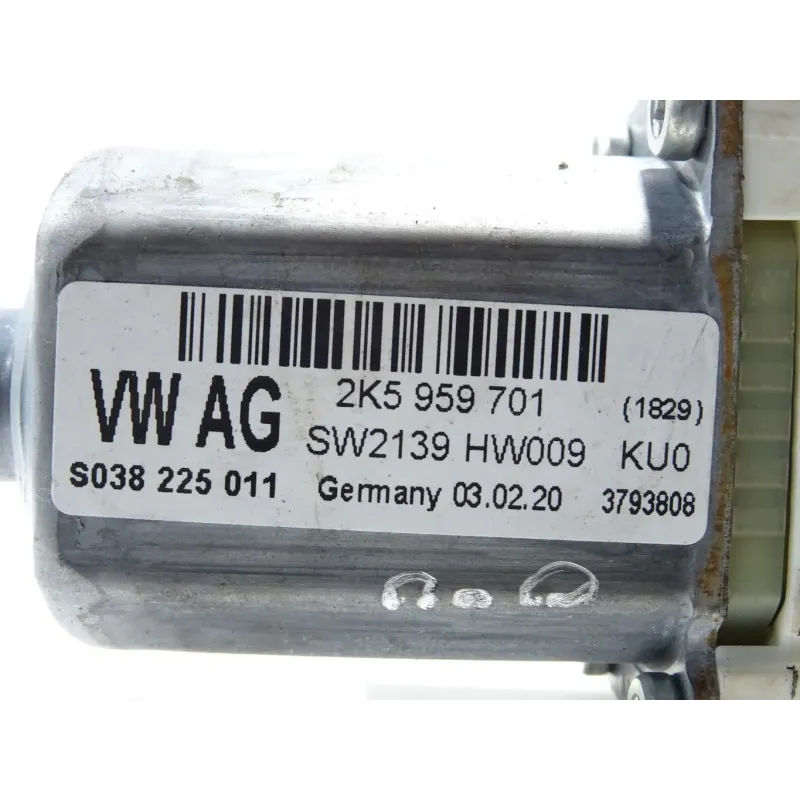 VW AG 2K5 959 701 (1829)
SW2139 HW009 KU0
S038 225 011 Germany 03.02.20 3793808